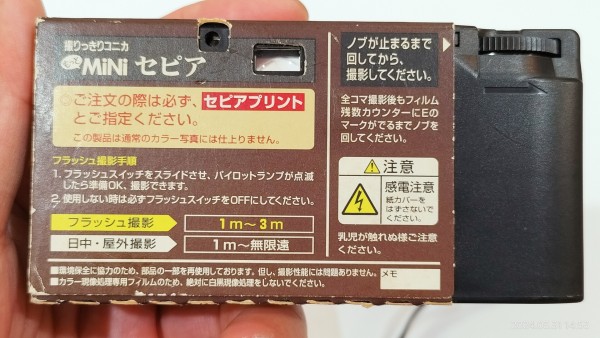 撮りっきりコニカ
MiNi セピア
ご注文の際は必ず、セピアプリント
とご指定ください。
この製品は通常のカラー写真には仕上りません。
フラッシュ撮影手順
1. フラッシュスイッチをスライドさせ、パイロットランプが点滅
したら準備OK、撮影できます。
2. 使用しない時は必ずフラッシュスイッチをOFFにしてください。
フラッシュ撮影 1m〜3m
日中・屋外撮影 1m〜無限遠
■環境保全に協力のため、部品の一部を再使用しております。但し、撮影性能には問題ありません。
■カラー現像処理専用フィルムのため、絶対に白黒現像処理をしないでください。
メモ
ノブが止まるまで
回してから、
撮影してください。
全コマ撮影後もフィルム
残数カウンターにEの
マークがでるまでノブを
回してください。
注意
感電注意
紙カバーを
はずさないで
ください。
乳児が触れぬ様ご注意
ください。